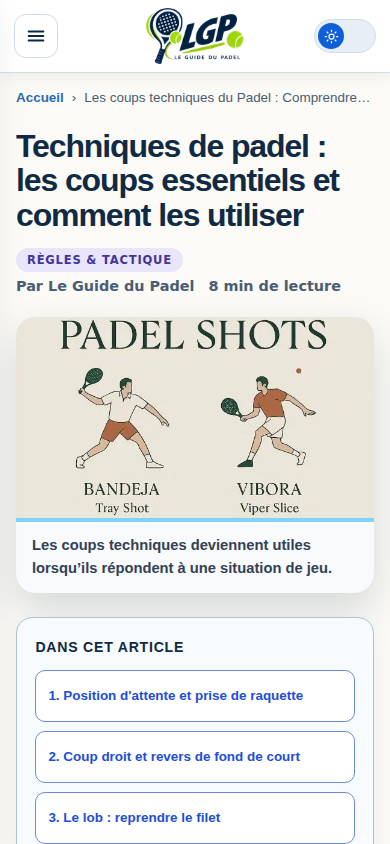 LGP
LE GUIDE DU PADEL
Accueil › Les coups techniques du Padel : Comprendre…
Techniques de padel :
les coups essentiels et
comment les utiliser
RÈGLES & TACTIQUE
Par Le Guide du Padel 8 min de lecture
PADEL SHOTS
BANDEJA
Tray Shot
VIBORA
Viper Slice
Les coups techniques deviennent utiles
lorsqu’ils répondent à une situation de jeu.
DANS CET ARTICLE
1. Position d'attente et prise de raquette
2. Coup droit et revers de fond de court
3. Le lob : reprendre le filet